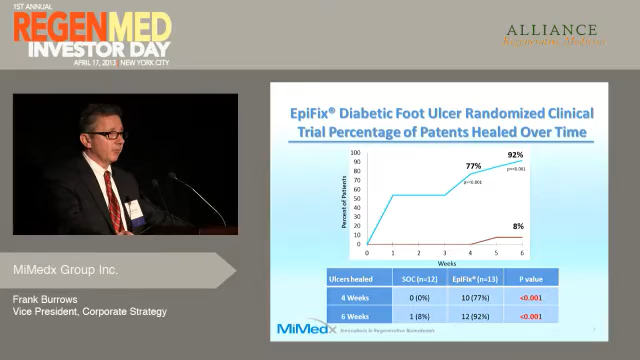 1ST ANNUAL
REGENMED
INVESTOR DAY
APRIL 17, 2013 | NEW YORK CITY
ALLIANCE
Regenerative Medicine
EpiFix® Diabetic Foot Ulcer Randomized Clinical
Trial Percentage of Patents Healed Over Time
Percent of Patients
100
90
80
70
60
50
40
30
20
10
0
77%
p=<0.001
92%
p=<0.001
8%
0 1 2 3 4 5 6
Weeks
Ulcers healed SOC (n=12) EpiFix® (n=13) P value
4 Weeks 0 (0%) 10 (77%) <0.001
6 Weeks 1 (8%) 12 (92%) <0.001
MiMedx
Innovations in Regenerative Biomaterials
MiMedx Group Inc.
Frank Burrows
Vice President, Corporate Strategy